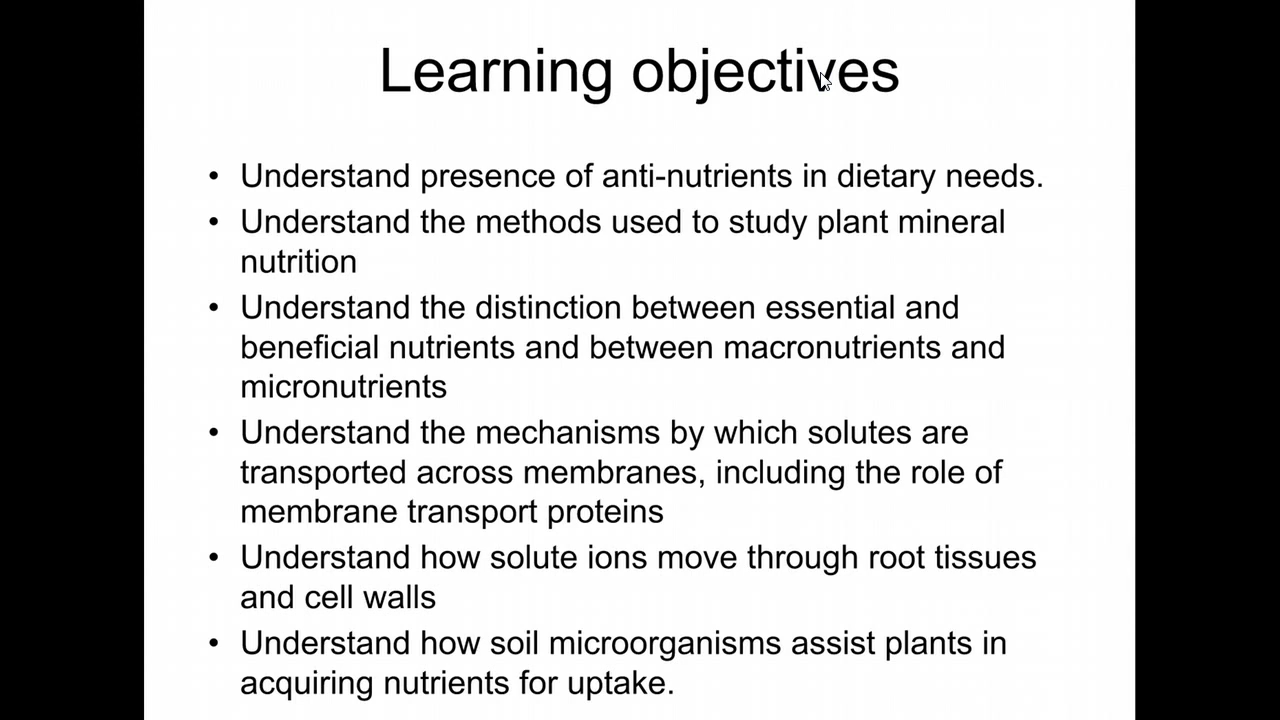 Learning objectives
• Understand presence of anti-nutrients in dietary needs.
• Understand the methods used to study plant mineral
nutrition
• Understand the distinction between essential and
beneficial nutrients and between macronutrients and
micronutrients
• Understand the mechanisms by which solutes are
transported across membranes, including the role of
membrane transport proteins
• Understand how solute ions move through root tissues
and cell walls
• Understand how soil microorganisms assist plants in
acquiring nutrients for uptake.